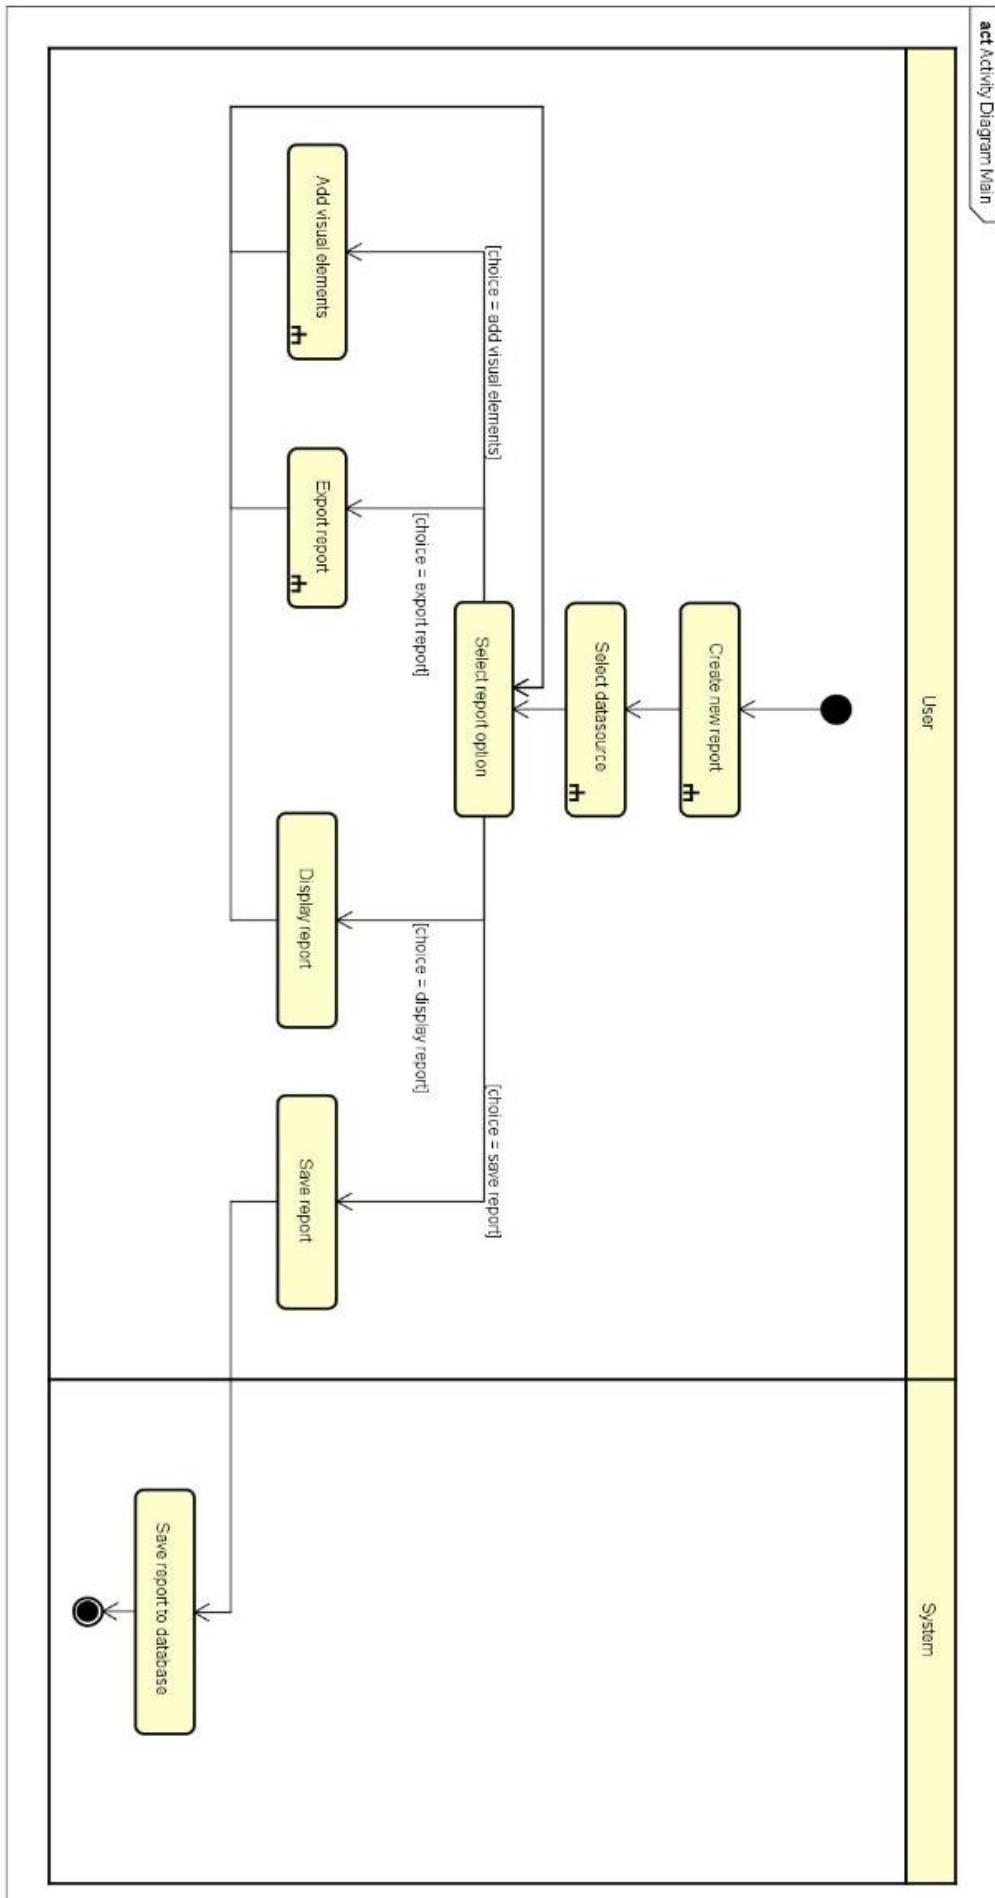 act Activity Diagram Main
User
System
Create new report
Select datasource
Select report option
[choice = add visual elements]
[choice = save report]
[choice = export report]
[choice = display report]
Add visual elements
Export report
Display report
Save report
Save report to database